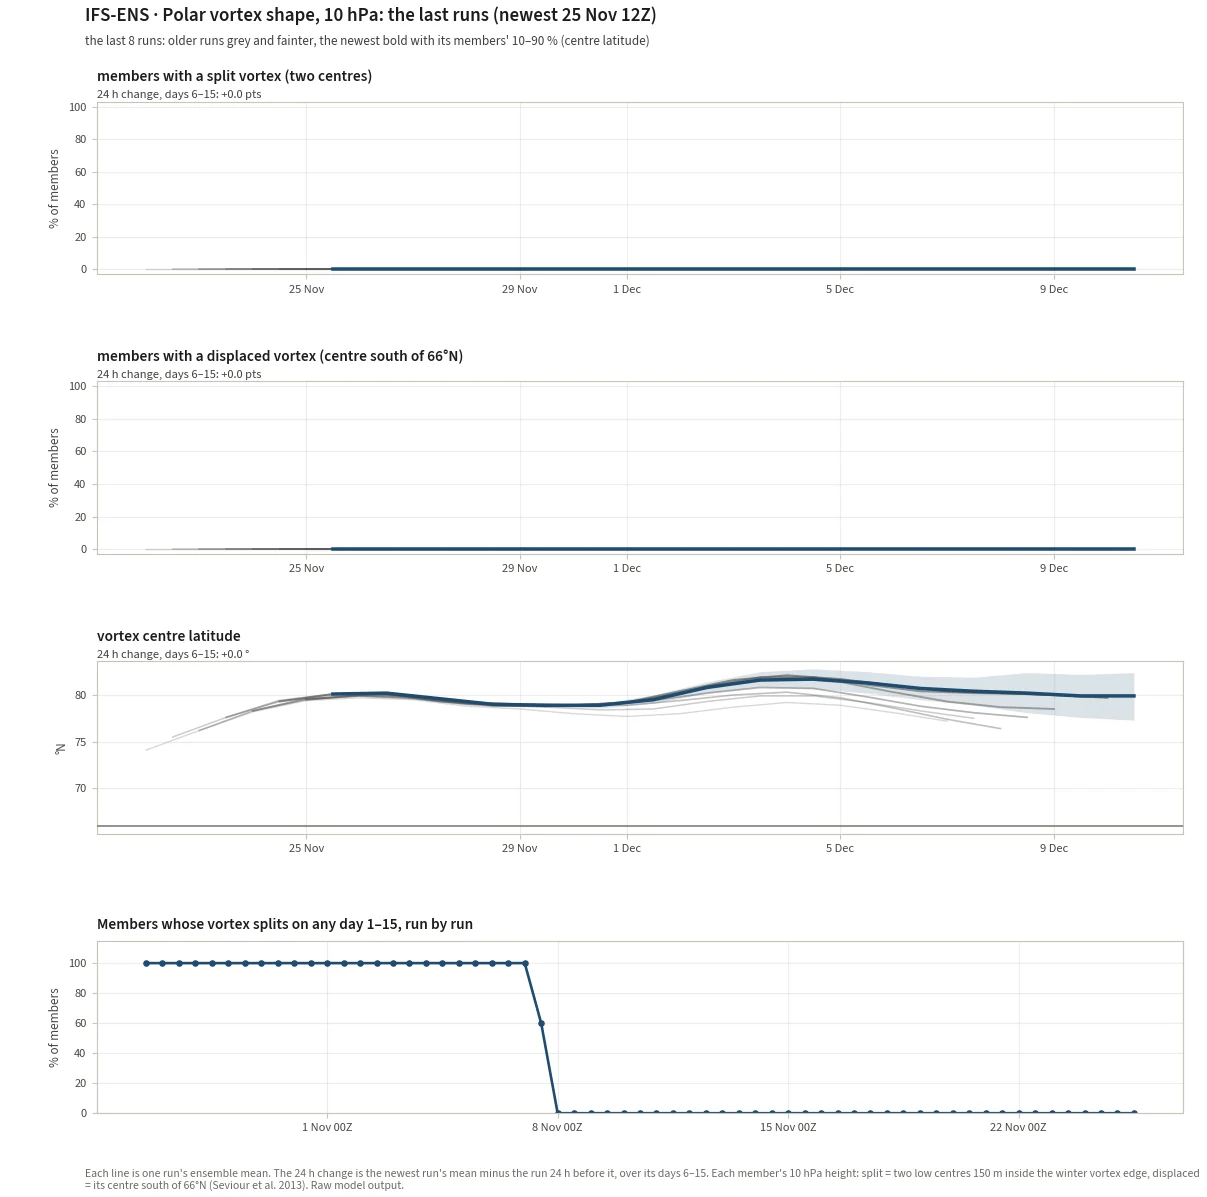 IFS-ENS · Polar vortex shape, 10 hPa: the last runs (newest 25 Nov 12Z)
the last 8 runs: older runs grey and fainter, the newest bold with its members' 10–90 % (centre latitude)
members with a split vortex (two centres)
24 h change, days 6–15: +0.0 pts
100
80
60
40
20
0
% of members
25 Nov
29 Nov
1 Dec
5 Dec
9 Dec
members with a displaced vortex (centre south of 66°N)
24 h change, days 6–15: +0.0 pts
100
80
60
40
20
0
% of members
25 Nov
29 Nov
1 Dec
5 Dec
9 Dec
vortex centre latitude
24 h change, days 6–15: +0.0 °
80
75
70
°N
25 Nov
29 Nov
1 Dec
5 Dec
9 Dec
Members whose vortex splits on any day 1–15, run by run
100
80
60
40
20
0
% of members
1 Nov 00Z
8 Nov 00Z
15 Nov 00Z
22 Nov 00Z
Each line is one run's ensemble mean. The 24 h change is the newest run's mean minus the run 24 h before it, over its days 6–15. Each member's 10 hPa height: split = two low centres 150 m inside the winter vortex edge, displaced
= its centre south of 66°N (Seviour et al. 2013). Raw model output.